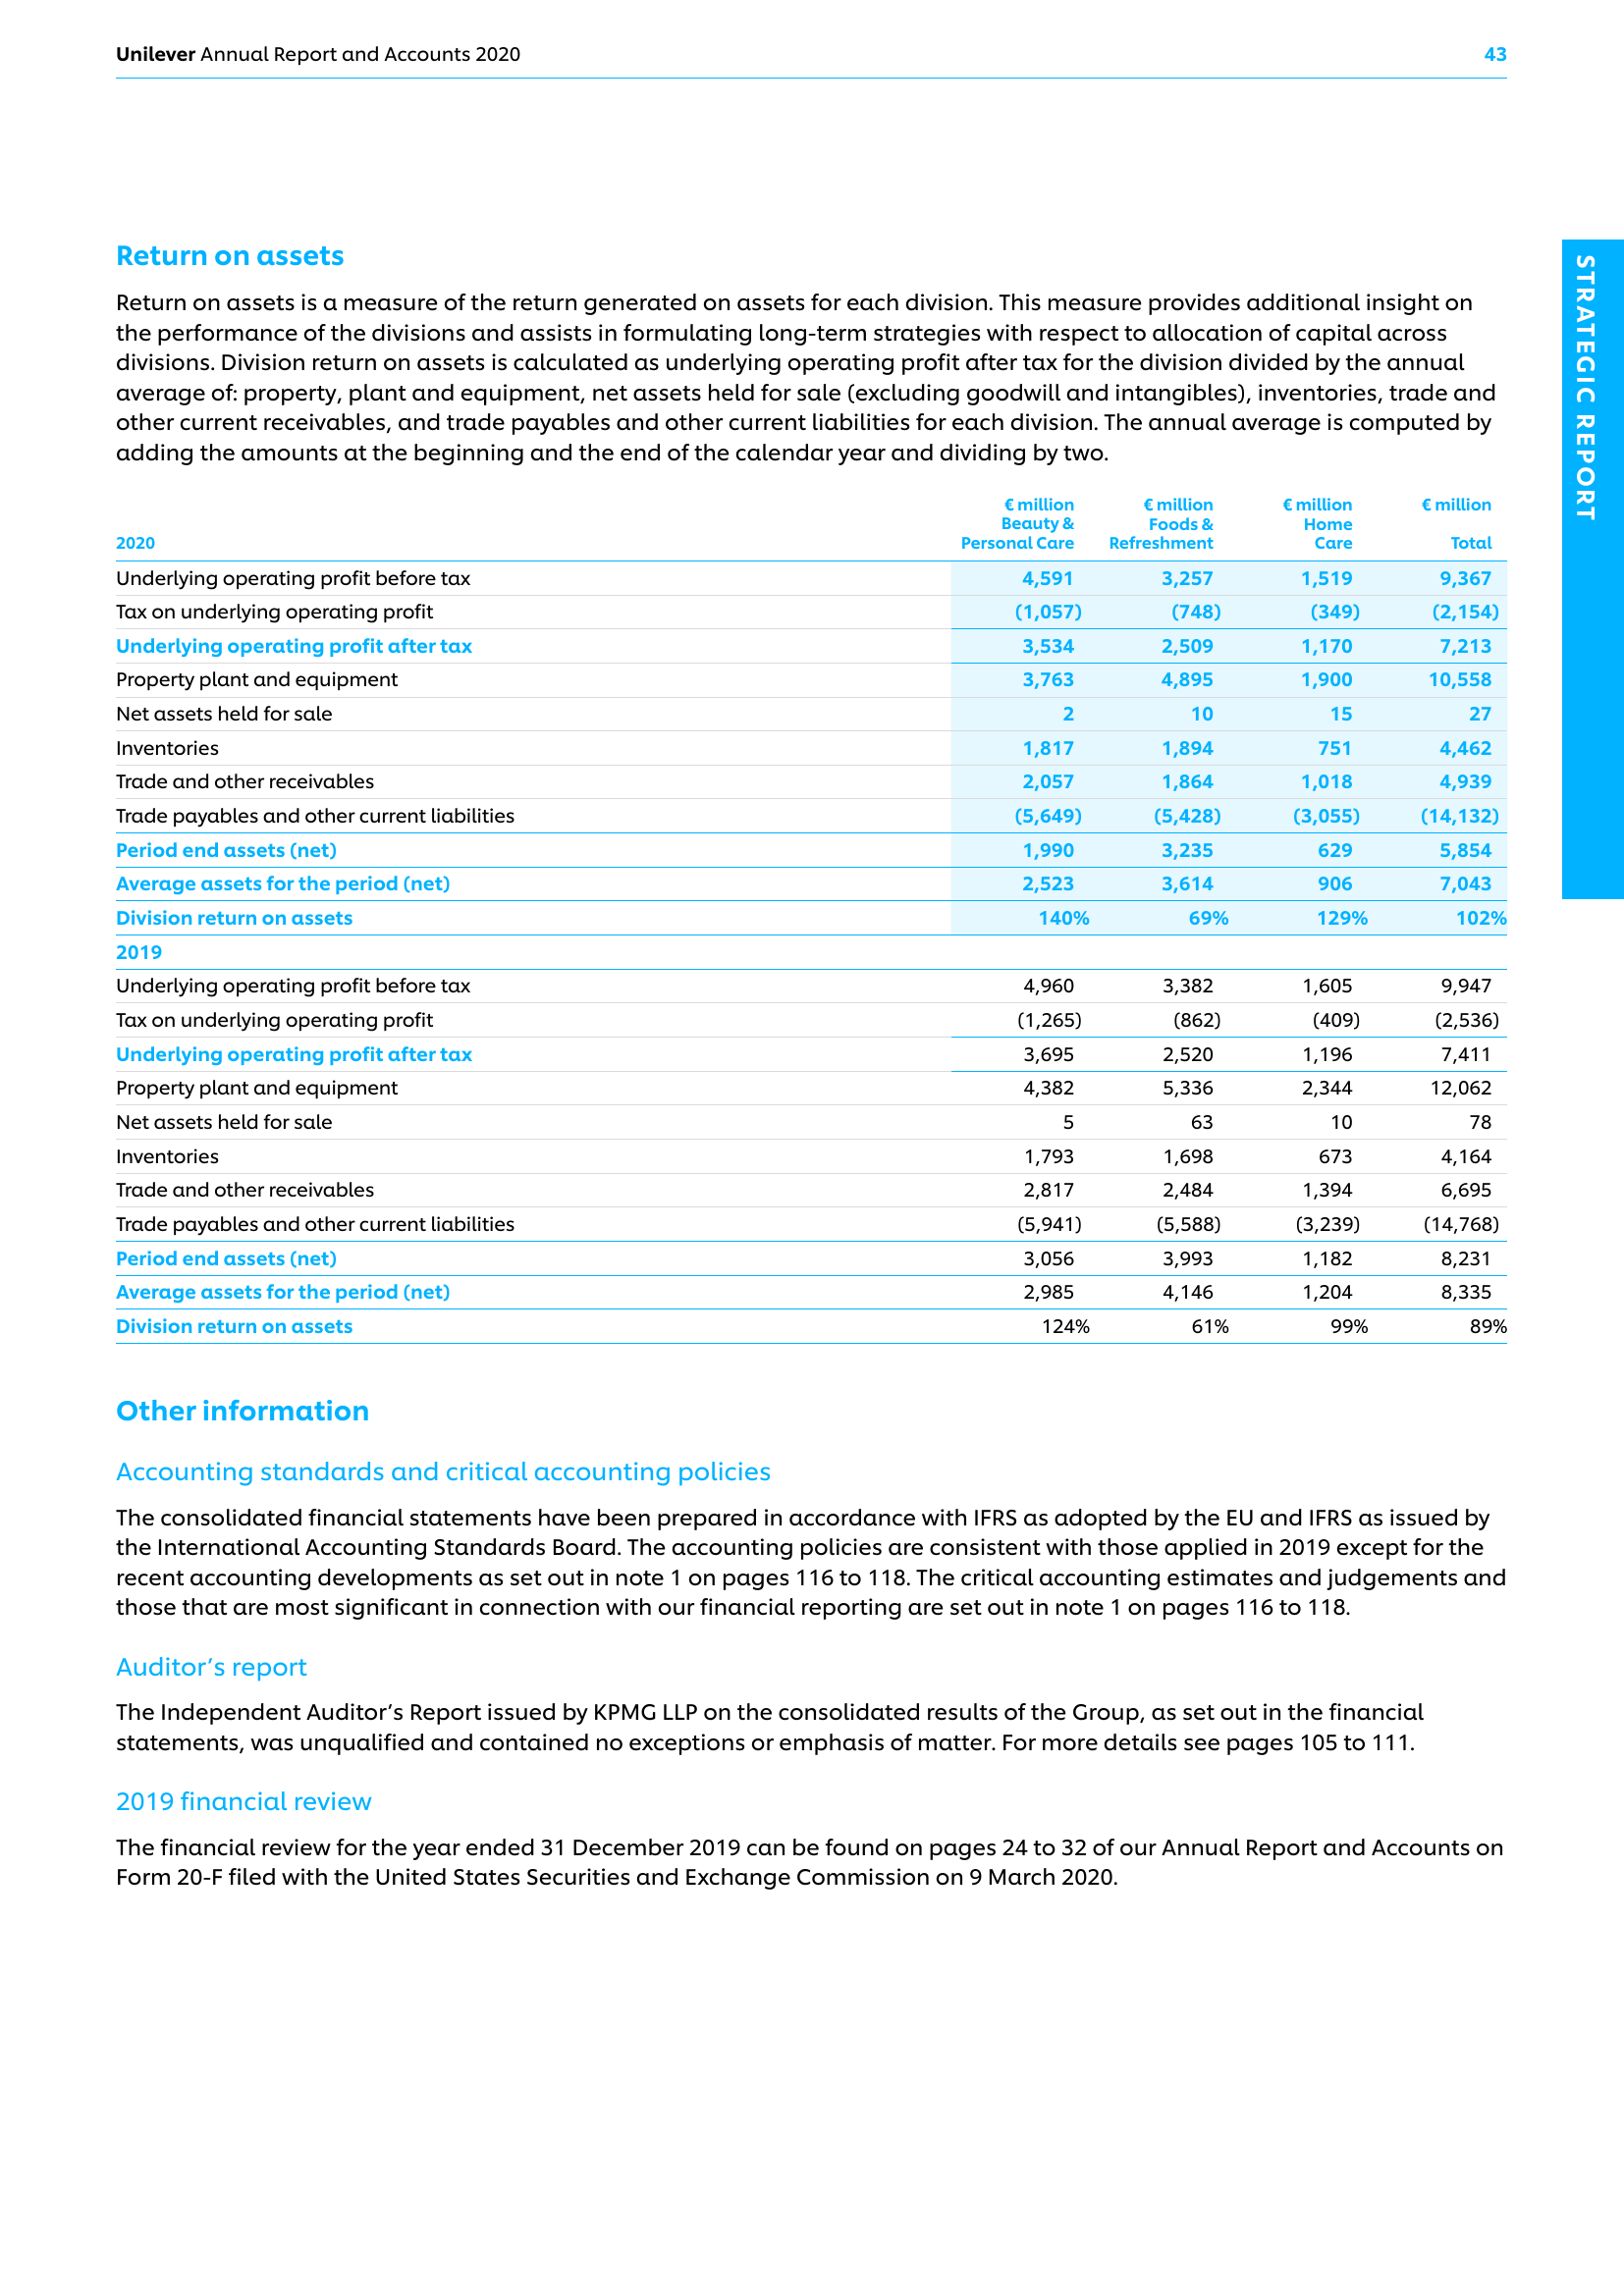 Unilever Annual Report and Accounts 2020 43
Return on assets
Return on assets is a measure of the return generated on assets for each division. This measure provides additional insight on
the performance of the divisions and assists in formulating long-term strategies with respect to allocation of capital across
divisions. Division return on assets is calculated as underlying operating profit after tax for the division divided by the annual
average of: property, plant and equipment, net assets held for sale (excluding goodwill and intangibles), inventories, trade and
other current receivables, and trade payables and other current liabilities for each division. The annual average is computed by
adding the amounts at the beginning and the end of the calendar year and dividing by two.
€ million € million € million € million
Beauty & Foods & Home
2020 Personal Care Refreshment Care Total
Underlying operating profit before tax 4,591 3,257 1,519 9,367
Tax on underlying operating profit (1,057) (748) (349) (2,154)
Underlying operating profit after tax 3,534 2,509 1,170 7,213
Property plant and equipment 3,763 4,895 1,900 10,558
Net assets held for sale 2 10 15 27
Inventories 1,817 1,894 751 4,462
Trade and other receivables 2,057 1,864 1,018 4,939
Trade payables and other current liabilities (5,649) (5,428) (3,055) (14,132)
Period end assets (net) 1,990 3,235 629 5,854
Average assets for the period (net) 2,523 3,614 906 7,043
Division return on assets 140% 69% 129% 102%
2019
Underlying operating profit before tax 4,960 3,382 1,605 9,947
Tax on underlying operating profit (1,265) (862) (409) (2,536)
Underlying operating profit after tax 3,695 2,520 1,196 7,411
Property plant and equipment 4,382 5,336 2,344 12,062
Net assets held for sale 5 63 10 78
Inventories 1,793 1,698 673 4,164
Trade and other receivables 2,817 2,484 1,394 6,695
Trade payables and other current liabilities (5,941) (5,588) (3,239) (14,768)
Period end assets (net) 3,056 3,993 1,182 8,231
Average assets for the period (net) 2,985 4,146 1,204 8,335
Division return on assets 124% 61% 99% 89%
Other information
Accounting standards and critical accounting policies
The consolidated financial statements have been prepared in accordance with IFRS as adopted by the EU and IFRS as issued by
the International Accounting Standards Board. The accounting policies are consistent with those applied in 2019 except for the
recent accounting developments as set out in note 1 on pages 116 to 118. The critical accounting estimates and judgements and
those that are most significant in connection with our financial reporting are set out in note 1 on pages 116 to 118.
Auditor’s report
The Independent Auditor’s Report issued by KPMG LLP on the consolidated results of the Group, as set out in the financial
statements, was unqualified and contained no exceptions or emphasis of matter. For more details see pages 105 to 111.
2019 financial review
The financial review for the year ended 31 December 2019 can be found on pages 24 to 32 of our Annual Report and Accounts on
Form 20-F filed with the United States Securities and Exchange Commission on 9 March 2020.
STRATEGIC REPORT